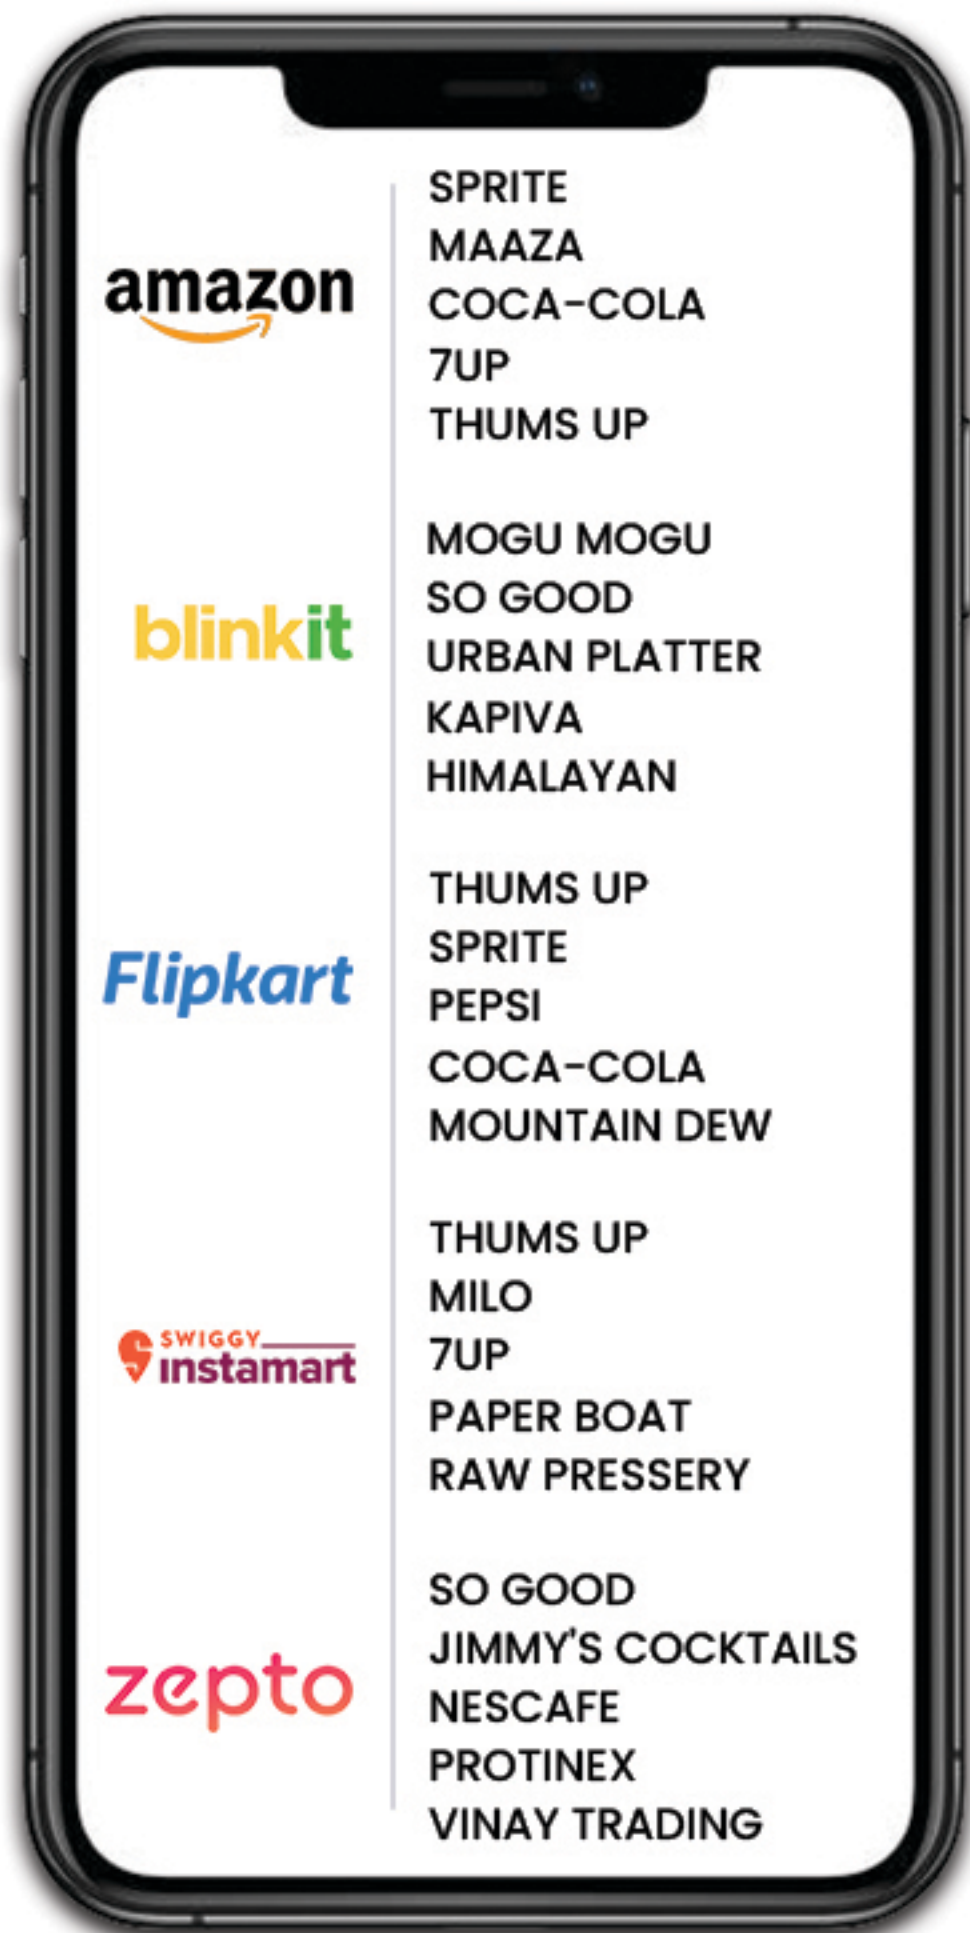 amazon
SPRITE
MAAZA
COCA-COLA
7UP
THUMS UP
blinkit
MOGU MOGU
SO GOOD
URBAN PLATTER
KAPIVA
HIMALAYAN
Flipkart
THUMS UP
SPRITE
PEPSI
COCA-COLA
MOUNTAIN DEW
SWIGGY
instamart
THUMS UP
MILO
7UP
PAPER BOAT
RAW PRESSERY
zepto
SO GOOD
JIMMY'S COCKTAILS
NESCAFE
PROTINEX
VINAY TRADING